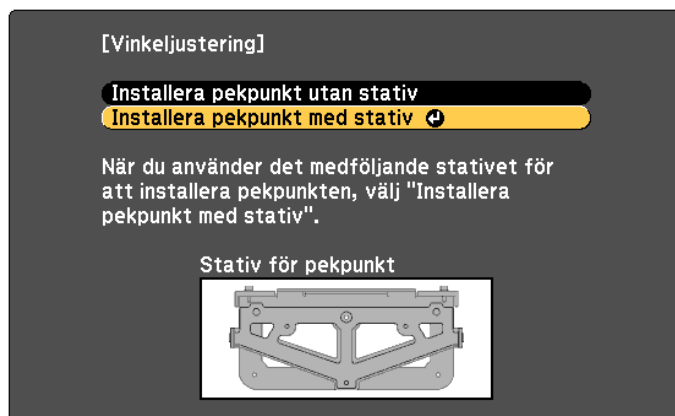 [Vinkeljustering]
Installera pekpunkt utan stativ
Installera pekpunkt med stativ
När du använder det medföljande stativet för
att installera pekpunkten, välj "Installera
pekpunkt med stativ".
Stativ för pekpunkt